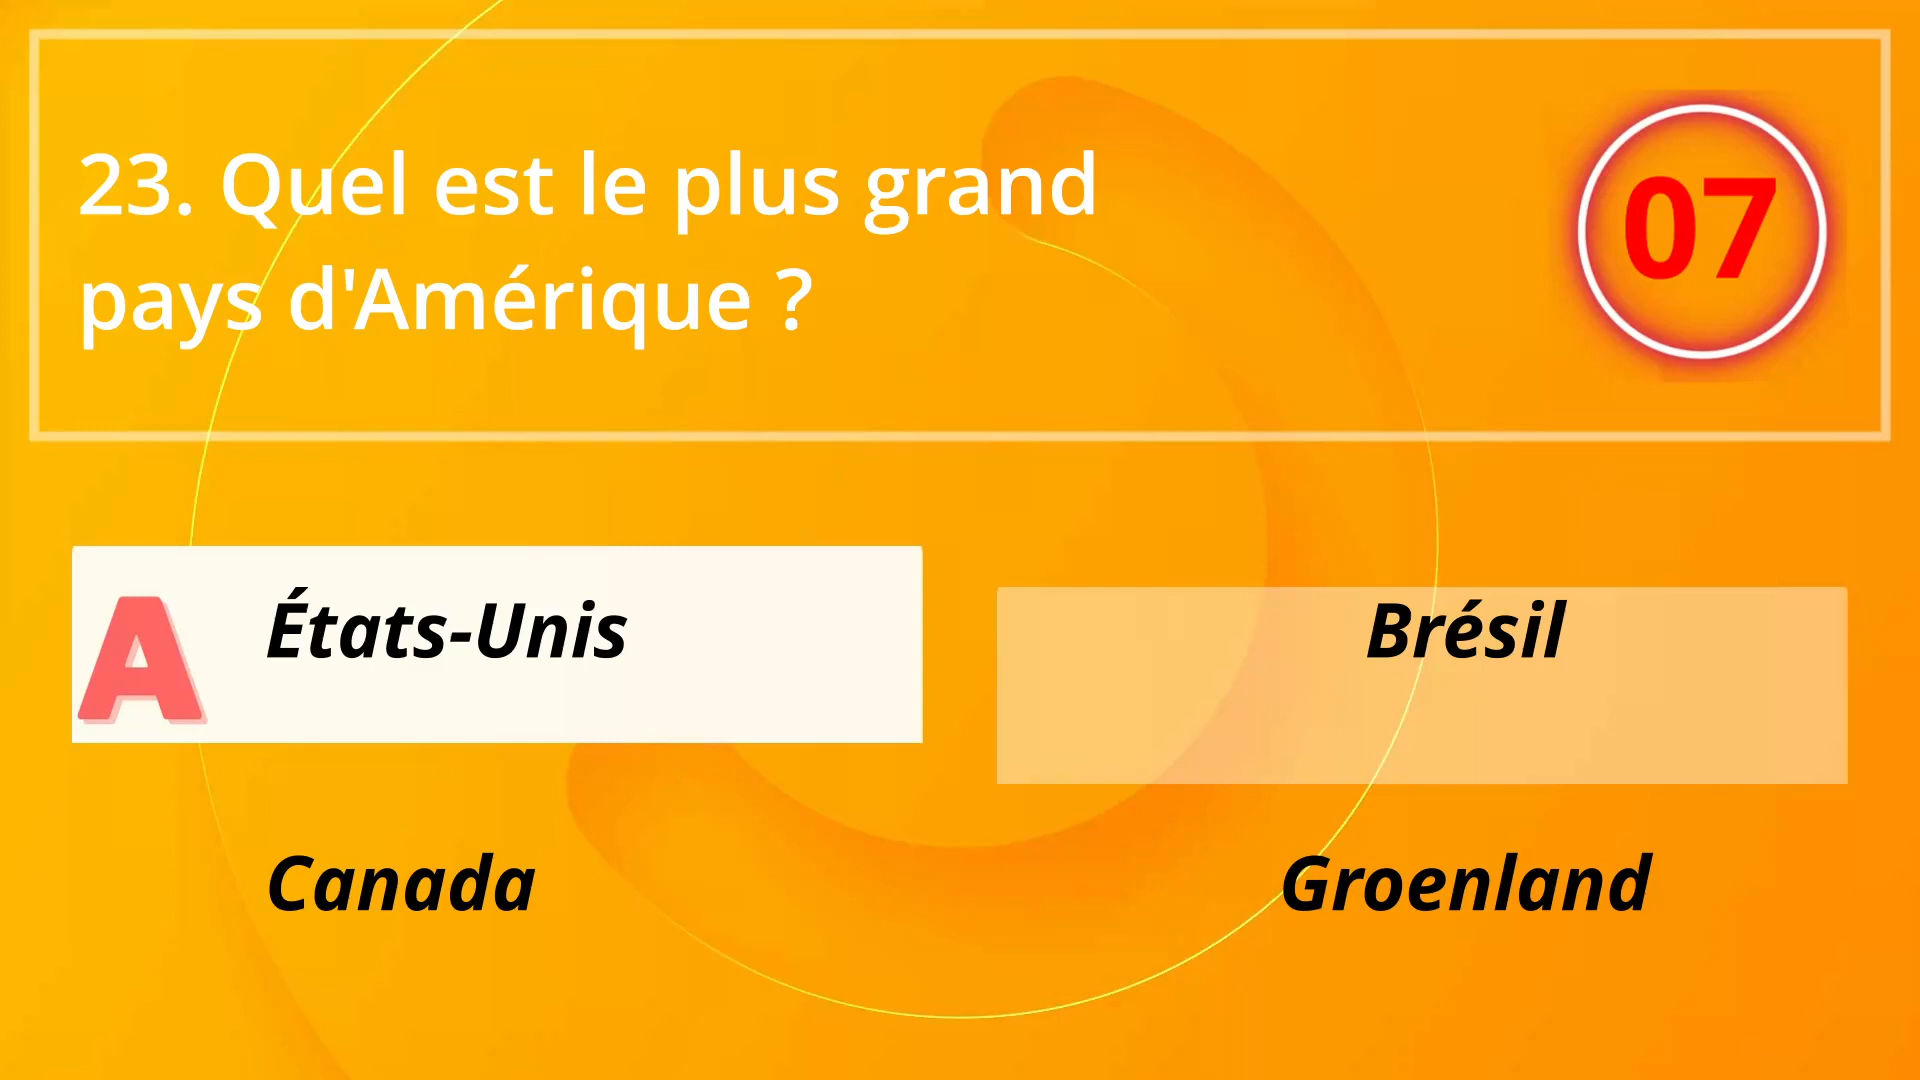 23. Quel est le plus grand
pays d'Amérique ?
07
A États-Unis
Brésil
Canada
Groenland